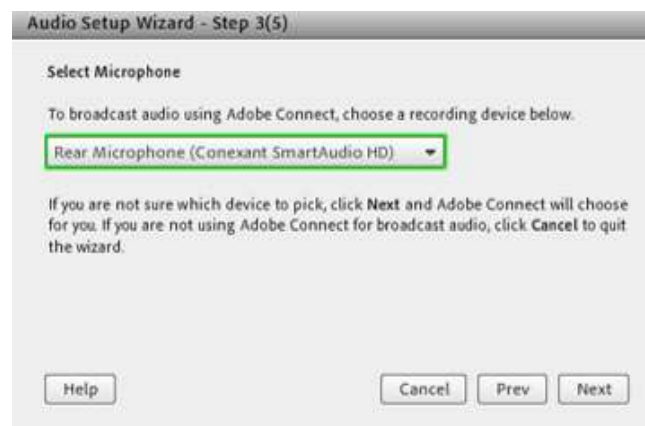 Audio Setup Wizard - Step 3(5)
Select Microphone
To broadcast audio using Adobe Connect, choose a recording device below.
Rear Microphone (Conexant SmartAudio HD)
If you are not sure which device to pick, click Next and Adobe Connect will choose
for you. If you are not using Adobe Connect for broadcast audio, click Cancel to quit
the wizard.
Help Cancel Prev Next